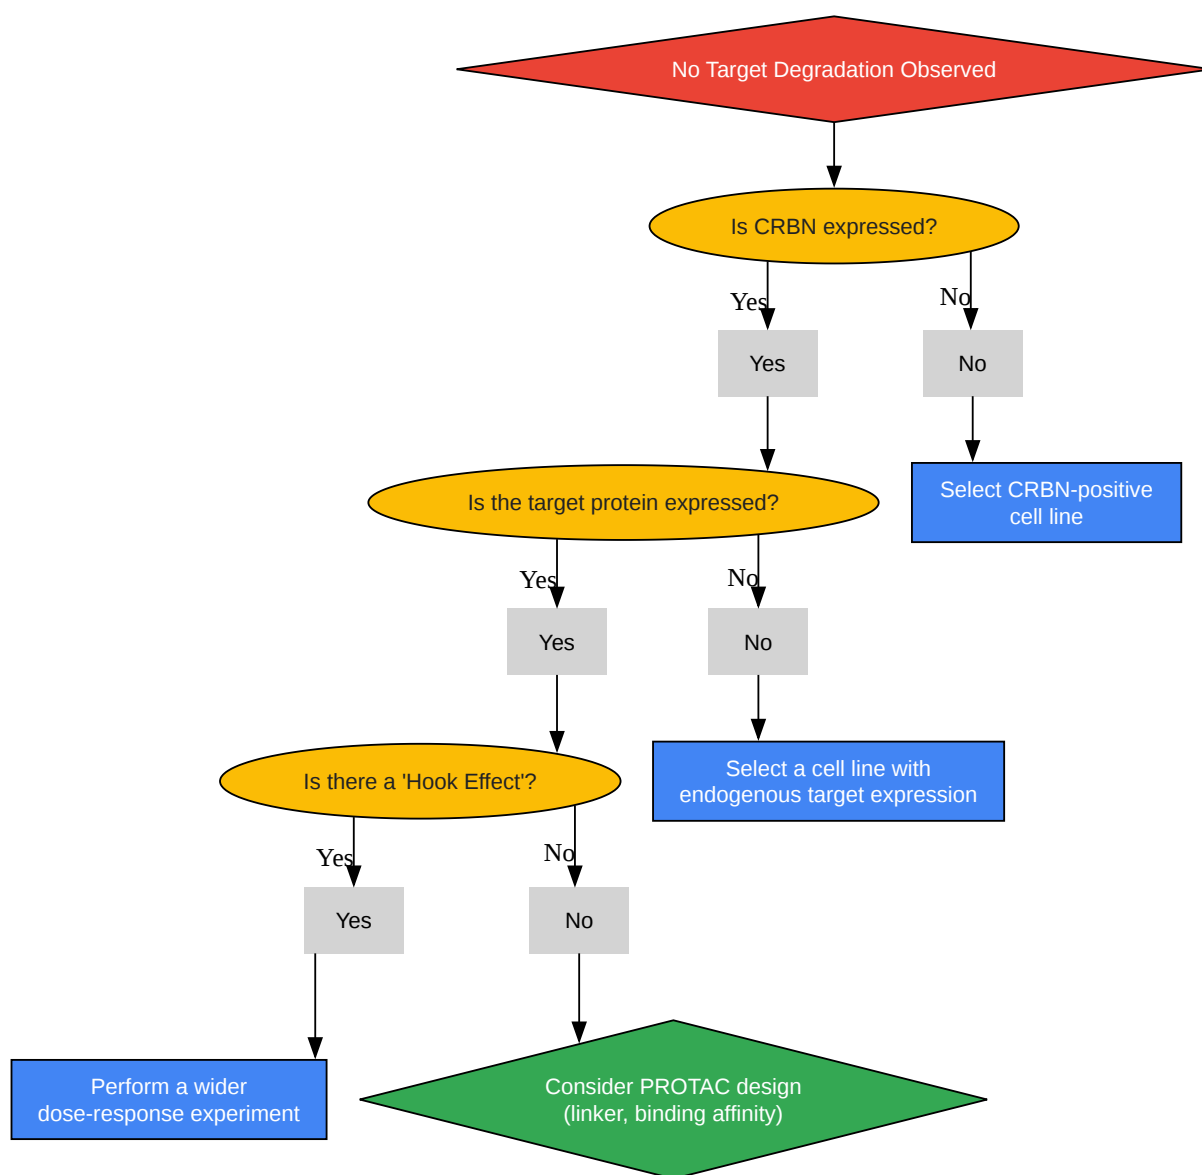 No Target Degradation Observed
Is CRBN expressed?
Yes
No
Yes
No
Is the target protein expressed?
Select CRBN-positive
cell line
Yes
No
Yes
No
Is there a 'Hook Effect'?
Select a cell line with
endogenous target expression
Yes
No
Yes
No
Perform a wider
dose-response experiment
Consider PROTAC design
(linker, binding affinity)